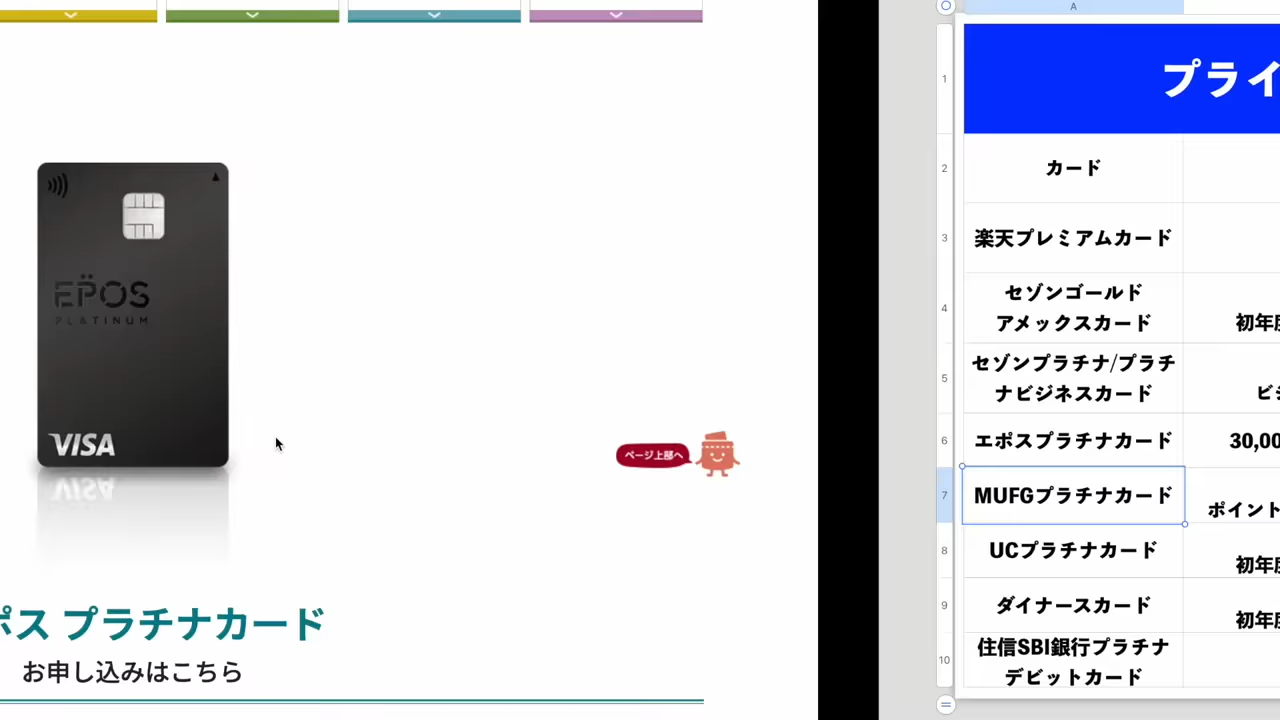 EPOS
PLATINUM
VISA
ページ上部へ
ポス プラチナカード
お申し込みはこちら
A
1
プライ
2
カード
3
楽天プレミアムカード
4
セゾンゴールド
アメックスカード
初年度
5
セゾンプラチナ/プラチ
ナビジネスカード
ビジ
6
エポスプラチナカード
30,00
7
MUFGプラチナカード
ポイント
8
UCプラチナカード
初年度
9
ダイナースカード
初年度
10
住信SBI銀行プラチナ
デビットカード